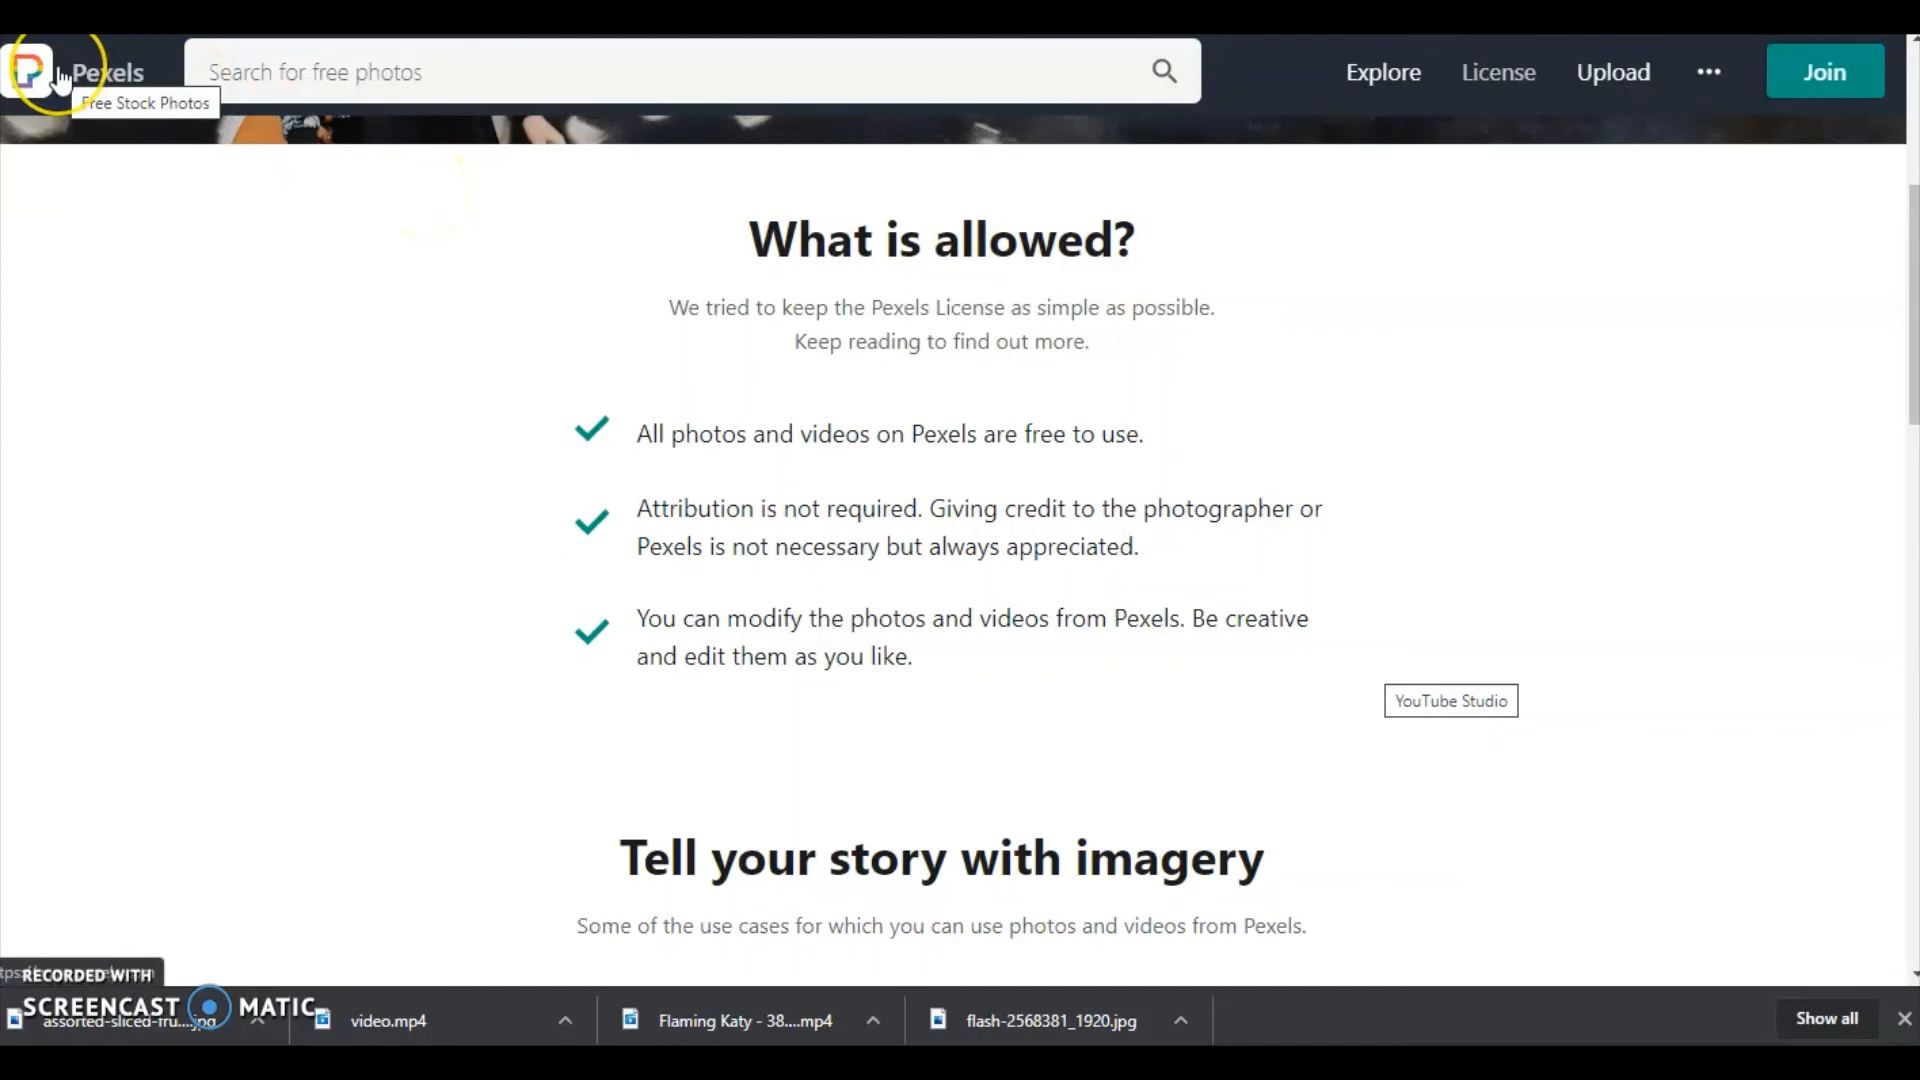 Pexels
Search for free photos
Explore
License
Upload
Join
Free Stock Photos
What is allowed?
We tried to keep the Pexels License as simple as possible.
Keep reading to find out more.
All photos and videos on Pexels are free to use.
Attribution is not required. Giving credit to the photographer or
Pexels is not necessary but always appreciated.
You can modify the photos and videos from Pexels. Be creative
and edit them as you like.
YouTube Studio
Tell your story with imagery
Some of the use cases for which you can use photos and videos from Pexels.
RECORDED WITH
SCREENCAST MATIC
assorted-sliced-fru....jpg
video.mp4
Flaming Katy - 38....mp4
flash-2568381_1920.jpg
Show all